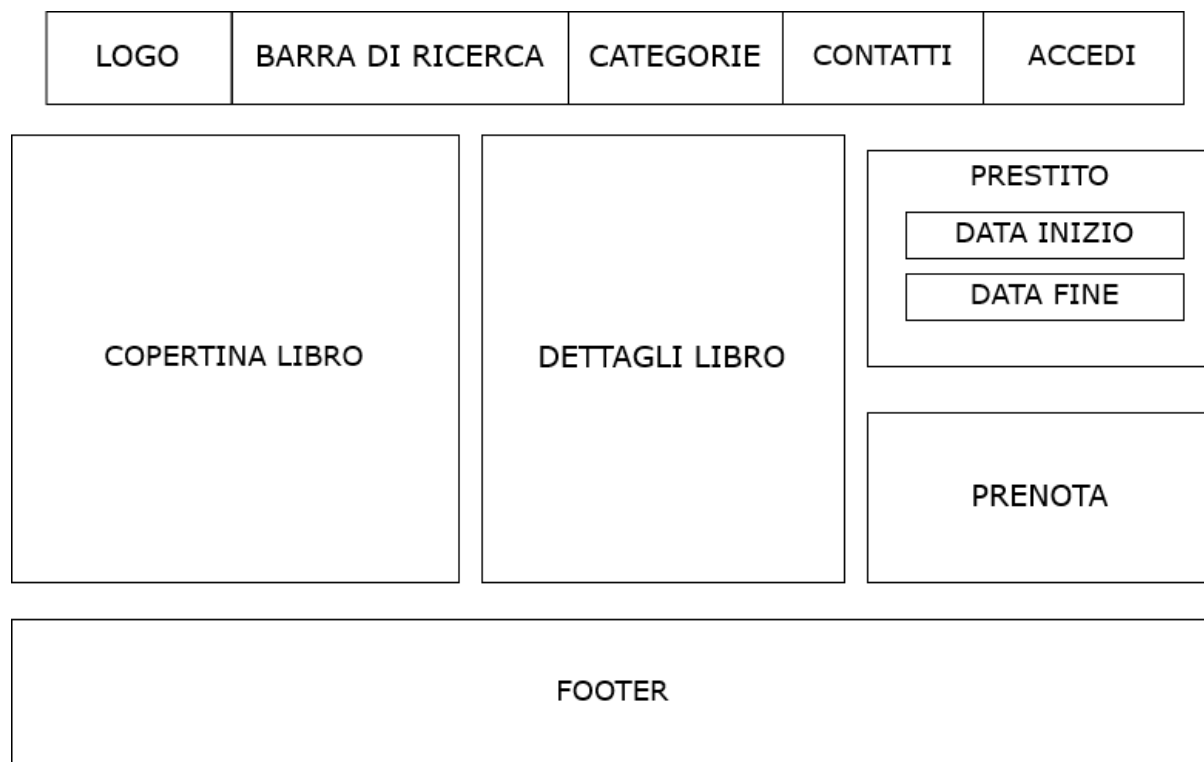 LOGO
BARRA DI RICERCA
CATEGORIE
CONTATTI
ACCEDI
COPERTINA LIBRO
DETTAGLI LIBRO
PRESTITO
DATA INIZIO
DATA FINE
PRENOTA
FOOTER